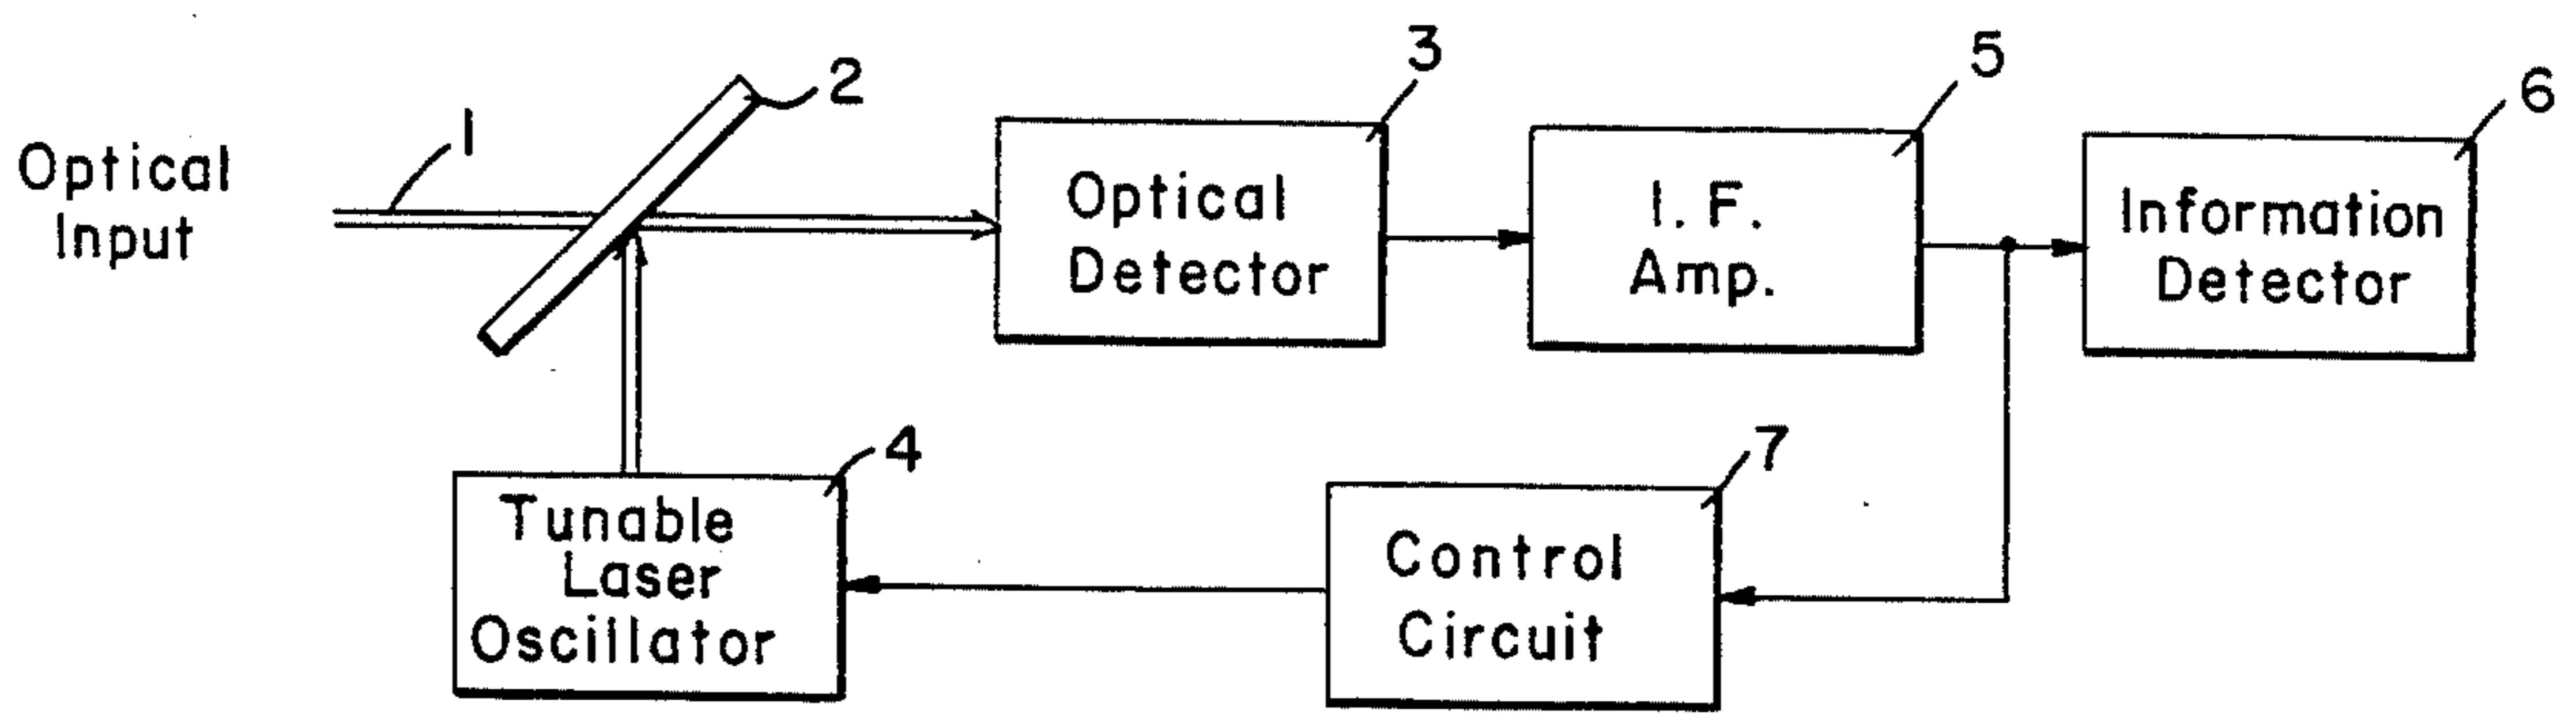 Optical
Input
1
2
3
Optical
Detector
5
I. F.
Amp.
6
Information
Detector
4
Tunable
Laser
Oscillator
7
Control
Circuit